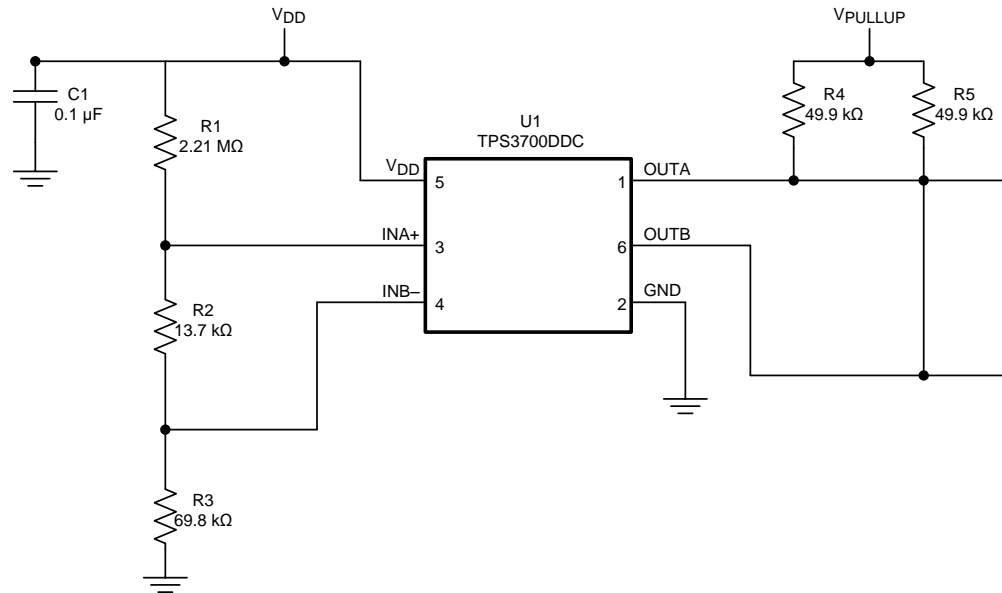 VDD
VPULLUP
C1
0.1 µF
R1
2.21 MΩ
R4
49.9 kΩ
R5
49.9 kΩ
U1
TPS3700DDC
VDD
5
1
OUTA
INA+
3
6
OUTB
INB–
4
2
GND
R2
13.7 kΩ
R3
69.8 kΩ